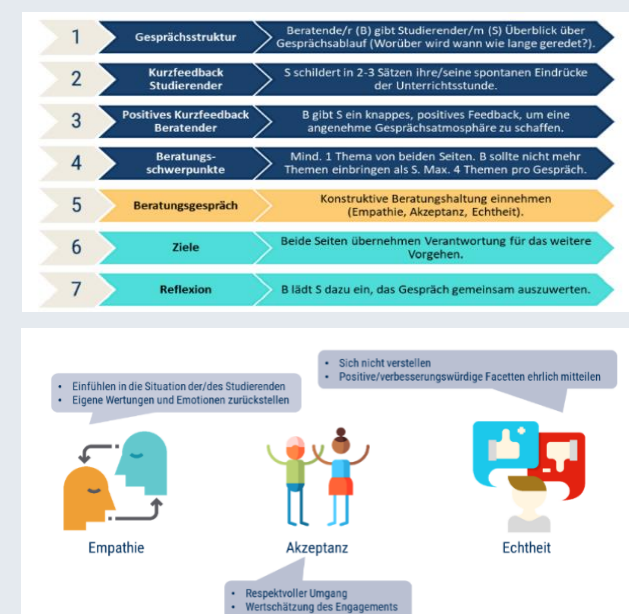 1
Gesprächsstruktur
Beratende/r (B) gibt Studierender/m (S) Überblick über
Gesprächsablauf (Worüber wird wann wie lange geredet?).
2
Kurzfeedback
Studierender
S schildert in 2-3 Sätzen ihre/seine spontanen Eindrücke
der Unterrichtsstunde.
3
Positives Kurzfeedback
Beratender
B gibt S ein knappes, positives Feedback, um eine
angenehme Gesprächsatmosphäre zu schaffen.
4
Beratungs-
schwerpunkte
Mind. 1 Thema von beiden Seiten. B sollte nicht mehr
Themen einbringen als S. Max. 4 Themen pro Gespräch.
5
Beratungsgespräch
Konstruktive Beratungshaltung einnehmen
(Empathie, Akzeptanz, Echtheit).
6
Ziele
Beide Seiten übernehmen Verantwortung für das weitere
Vorgehen.
7
Reflexion
B lädt S dazu ein, das Gespräch gemeinsam auszuwerten.
• Einfühlen in die Situation der/des Studierenden
• Eigene Wertungen und Emotionen zurückstellen
• Sich nicht verstellen
• Positive/verbesserungswürdige Facetten ehrlich mitteilen
Empathie
Akzeptanz
Echtheit
• Respektvoller Umgang
• Wertschätzung des Engagements